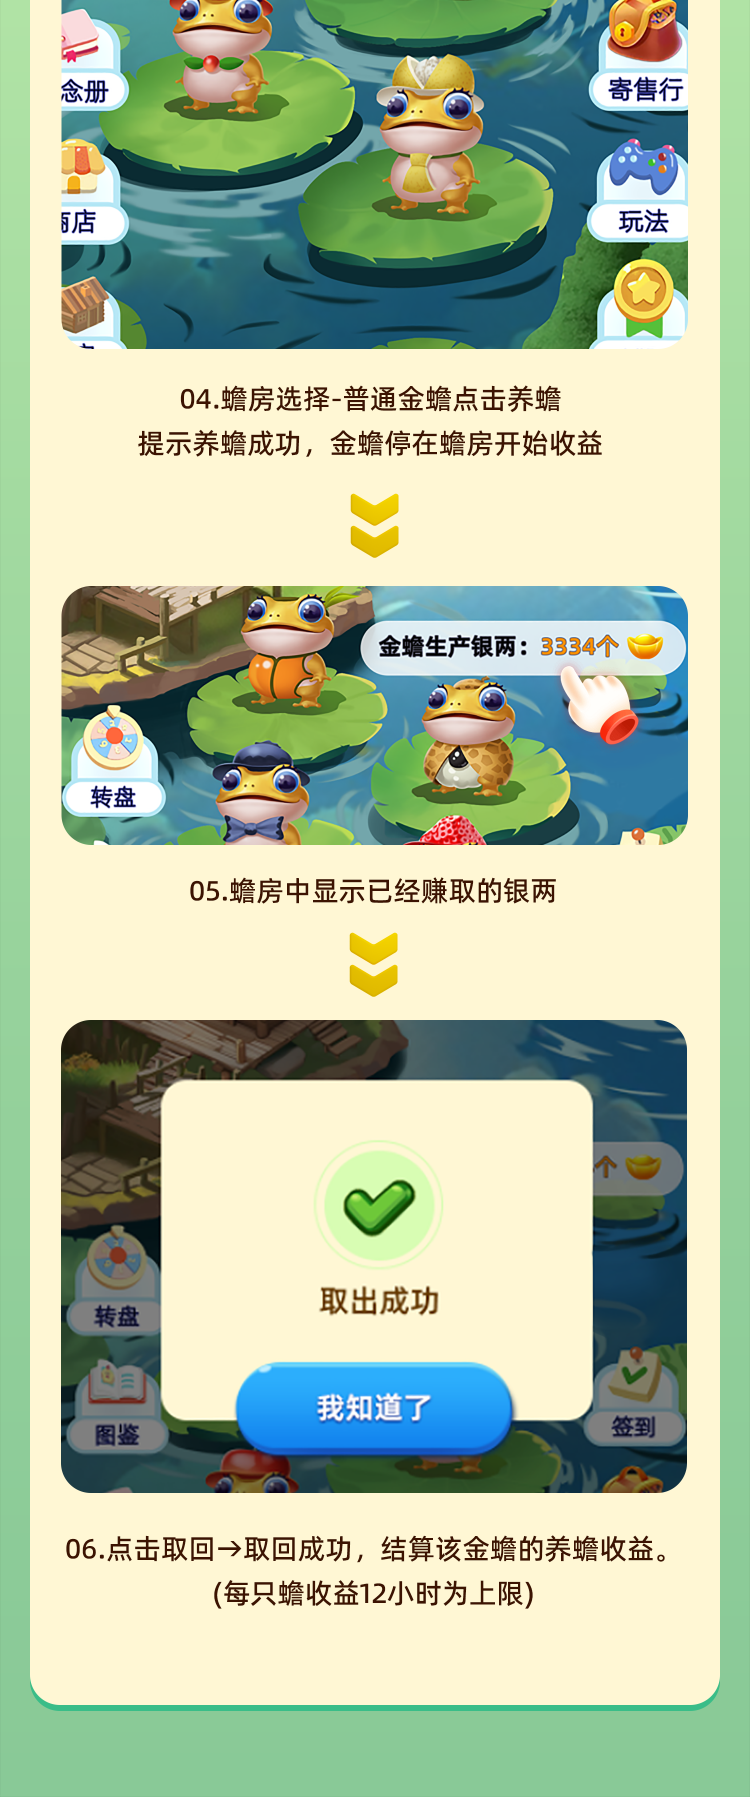 念册
寄售行
店
玩法
04.蟾房选择-普通金蟾点击养蟾
提示养蟾成功，金蟾停在蟾房开始收益
金蟾生产银两：3334个
转盘
05.蟾房中显示已经赚取的银两
个
取出成功
转盘
我知道了
图鉴
签到
06.点击取回→取回成功，结算该金蟾的养蟾收益。
(每只蟾收益12小时为上限)